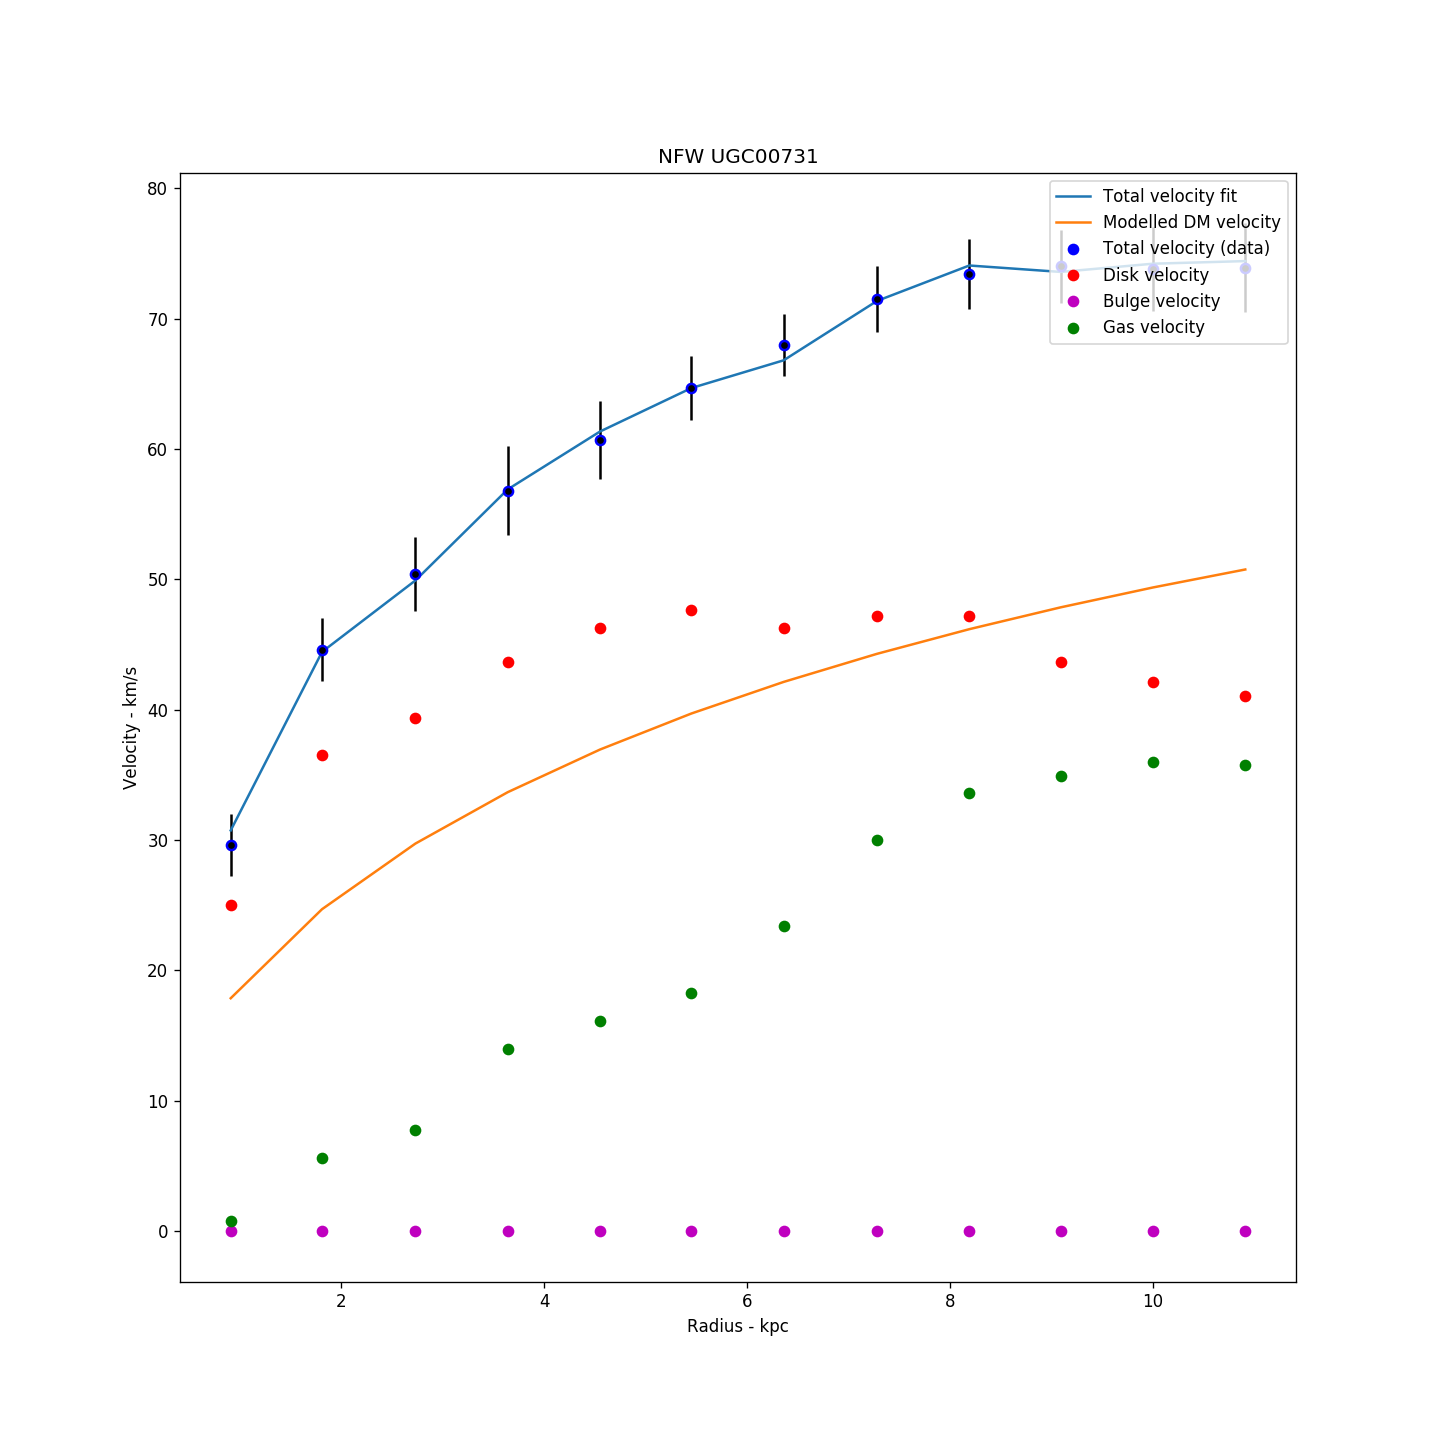 NFW UGC00731
Total velocity fit
Modelled DM velocity
Total velocity (data)
Disk velocity
Bulge velocity
Gas velocity
80
70
60
50
40
30
20
10
0
Velocity - km/s
2 4 6 8 10
Radius - kpc